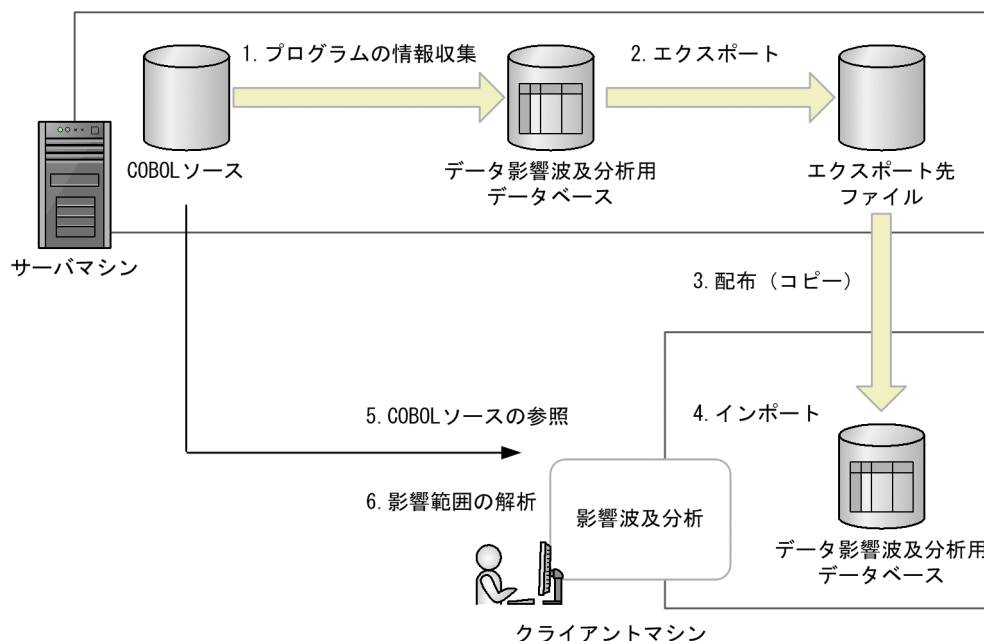 1. プログラムの情報収集
2. エクスポート
COBOLソース
データ影響波及分析用
データベース
エクスポート先
ファイル
サーバマシン
3. 配布（コピー）
5. COBOLソースの参照
4. インポート
6. 影響範囲の解析
影響波及分析
データ影響波及分析用
データベース
クライアントマシン